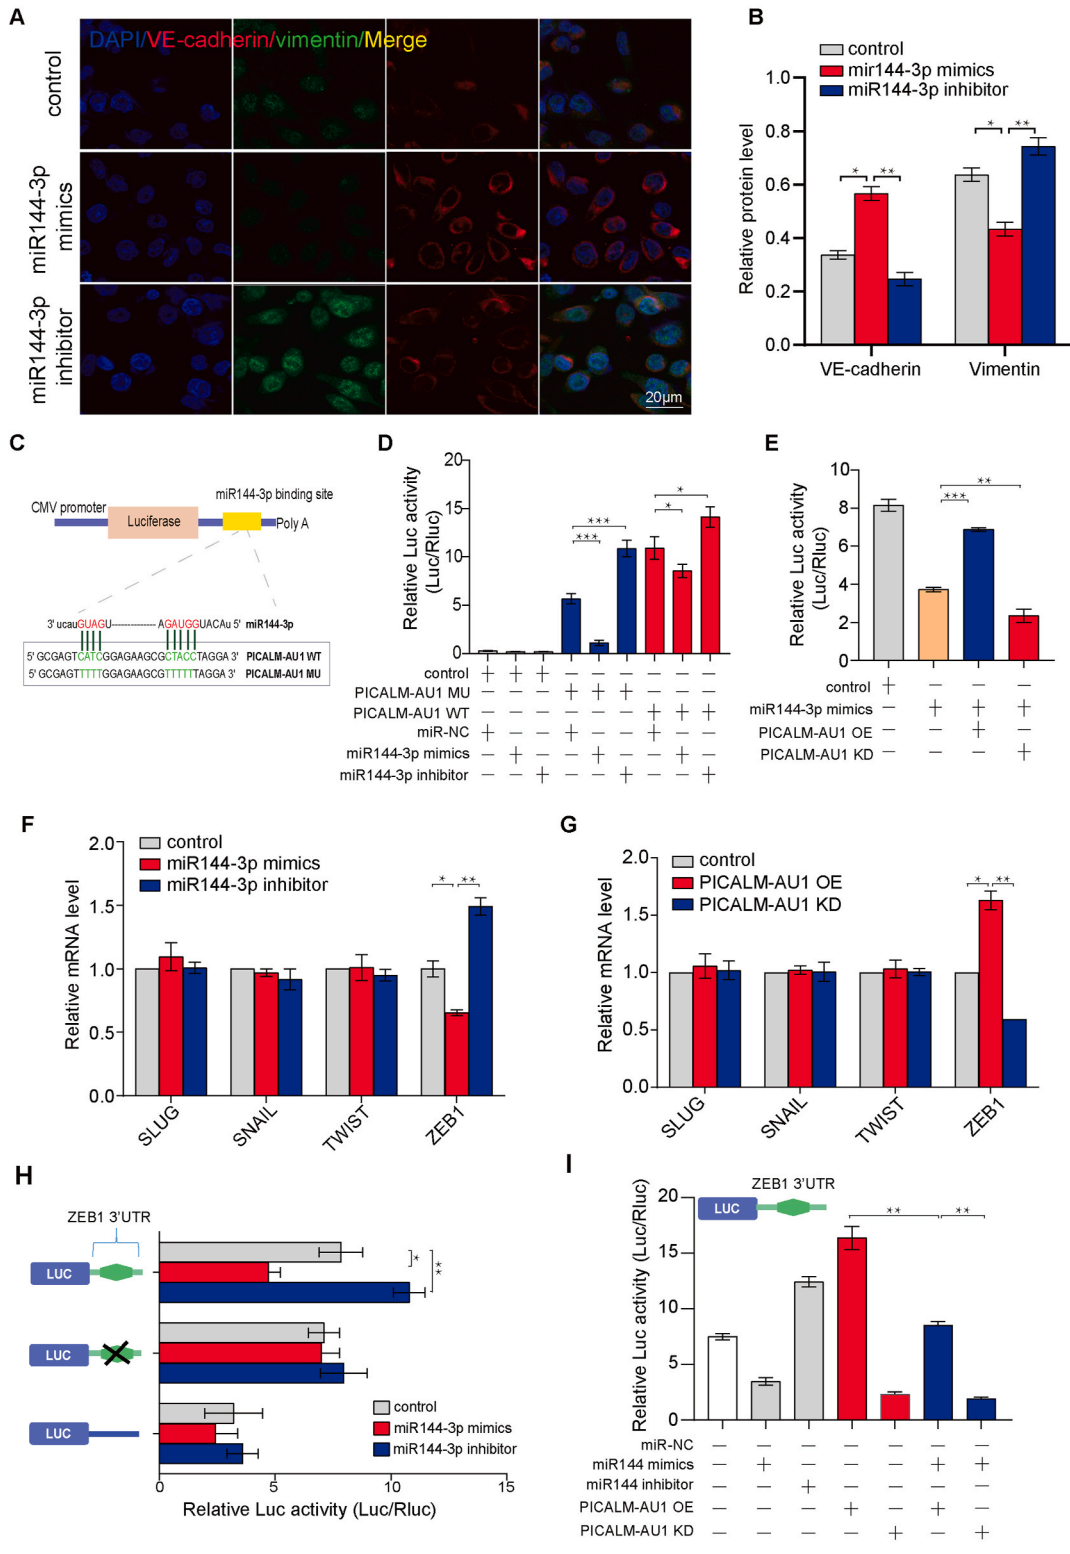 A
DAPI/VE-cadherin/vimentin/Merge
control
miR144-3p mimics
miR144-3p inhibitor
20μm
B
control
mir144-3p mimics
miR144-3p inhibitor
Relative protein level
1.0
0.8
0.6
0.4
0.2
0.0
* **
* **
VE-cadherin Vimentin
C
CMV promoter
miR144-3p binding site
Luciferase
Poly A
3' ucauGUAGU--------------AGAUGGUACAu 5' miR144-3p
5' GCGAGTCATCGGAGAAGCGCTACCTAGGA 3' PICALM-AU1 WT
5' GCGAGTTTTTGGAGAAGCGTTTTTTAGGA 3' PICALM-AU1 MU
D
Relative Luc activity
(Luc/Rluc)
20
15
10
5
0
***
***
*
*
control + + + — — — — — —
PICALM-AU1 MU — — — + + + — — —
PICALM-AU1 WT — — — — — — + + +
miR-NC + — — + — — + — —
miR144-3p mimics — + — — + — — + —
miR144-3p inhibitor — — + — — + — — +
E
Relative Luc activity
(Luc/Rluc)
10
8
6
4
2
0
**
***
control + — — —
miR144-3p mimics — + + +
PICALM-AU1 OE — — + —
PICALM-AU1 KD — — — +
F
control
miR144-3p mimics
miR144-3p inhibitor
Relative mRNA level
2.0
1.5
1.0
0.5
0.0
* **
SLUG SNAIL TWIST ZEB1
G
control
PICALM-AU1 OE
PICALM-AU1 KD
Relative mRNA level
2.0
1.5
1.0
0.5
0.0
* **
SLUG SNAIL TWIST ZEB1
H
ZEB1 3'UTR
LUC
LUC
LUC
*
**
control
miR144-3p mimics
miR144-3p inhibitor
0 5 10 15
Relative Luc activity (Luc/Rluc)
I
ZEB1 3'UTR
LUC
Relative Luc activity (Luc/Rluc)
20
15
10
5
0
** **
miR-NC — — — — — — —
miR144 mimics — + — — — + +
miR144 inhibitor — — + — — — —
PICALM-AU1 OE — — — + — + —
PICALM-AU1 KD — — — — + — +